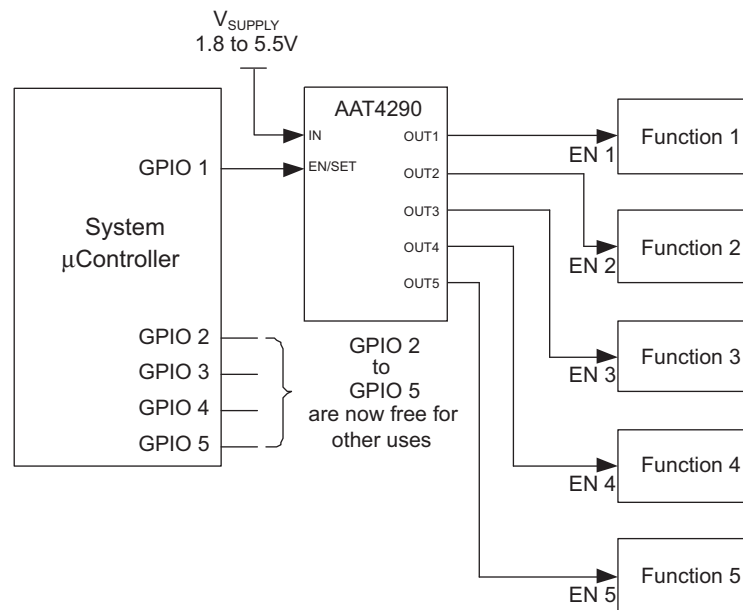 VSUPPLY
1.8 to 5.5V
System
μController
GPIO 1
GPIO 2
GPIO 3
GPIO 4
GPIO 5
AAT4290
IN
EN/SET
OUT1
OUT2
OUT3
OUT4
OUT5
GPIO 2
to
GPIO 5
are now free for
other uses
EN 1
Function 1
EN 2
Function 2
EN 3
Function 3
EN 4
Function 4
EN 5
Function 5